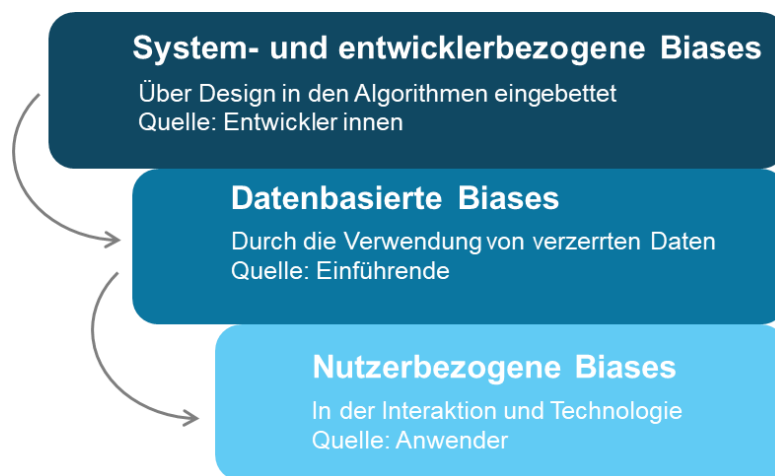 System- und entwicklerbezogene Biases
Über Design in den Algorithmen eingebettet
Quelle: Entwickler innen
Datenbasierte Biases
Durch die Verwendung von verzerrten Daten
Quelle: Einführende
Nutzerbezogene Biases
In der Interaktion und Technologie
Quelle: Anwender